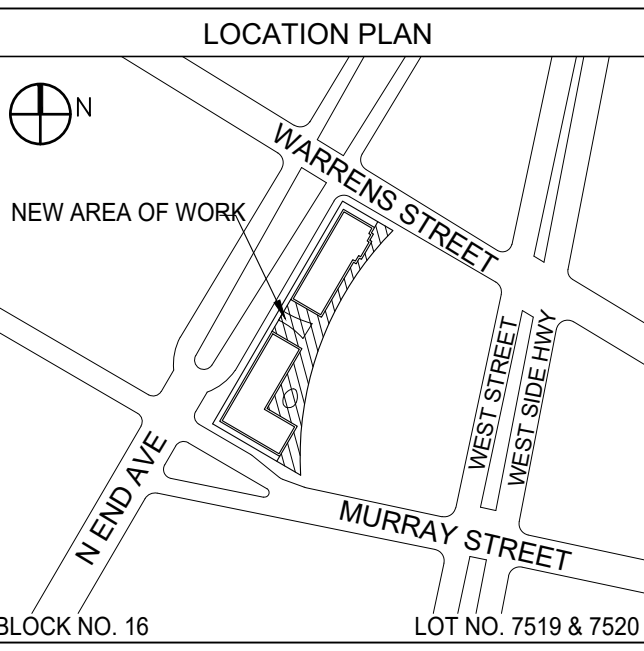 LOCATION PLAN
N
WARRENS STREET
NEW AREA OF WORK
WEST STREET
WEST SIDE HWY
N END AVE
MURRAY STREET
BLOCK NO. 16
LOT NO. 7519 & 7520